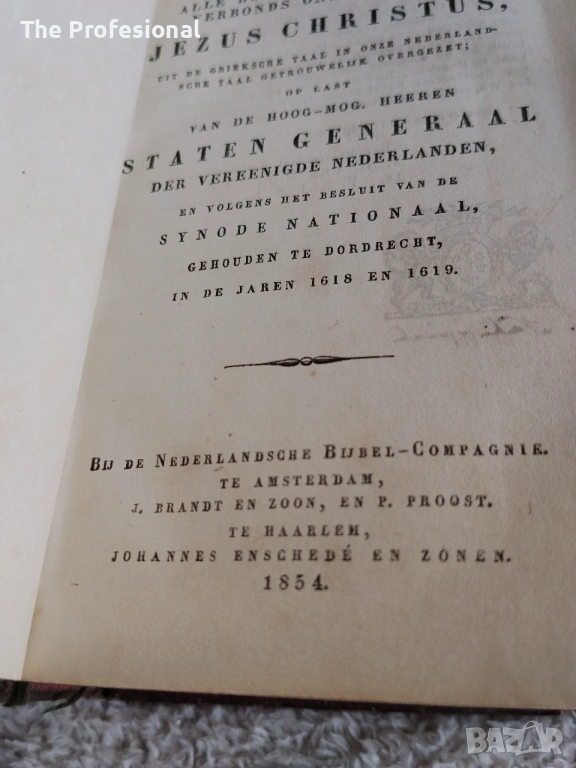 The Profesional
ALLE
VERBONDS
JEZUS CHRISTUS,
UIT DE GRIEKSCHE TAAL IN ONZE NEDERLAND-
SCHE TAAL GETROUWELIJK OVERGEZET;
OP LAST
VAN DE HOOG-MOG. HEEREN
STATEN GENERAAL
DER VEREENIGDE NEDERLANDEN,
EN VOLGENS HET BESLUIT VAN DE
SYNODE NATIONAAL,
GEHOUDEN TE DORDRECHT,
IN DE JAREN 1618 EN 1619.
BIJ DE NEDERLANDSCHE BIJBEL-COMPAGNIE.
TE AMSTERDAM,
J. BRANDT EN ZOON, EN P. PROOST.
TE HAARLEM,
JOHANNES ENSCHEDÉ EN ZONEN.
1854.
BAZAR